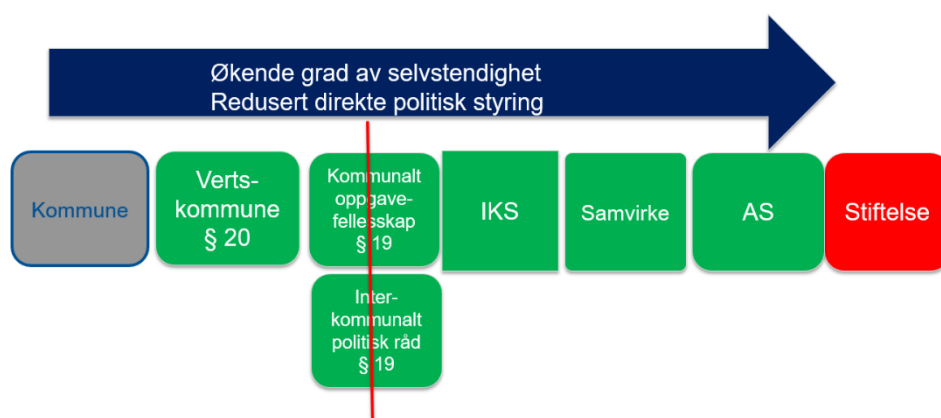 Økende grad av selvstendighet
Redusert direkte politisk styring
Kommune
Verts-
kommune
§ 20
Kommunalt
oppgave-
fellesskap
§ 19
IKS
Samvirke
AS
Stiftelse
Inter-
kommunalt
politisk råd
§ 19